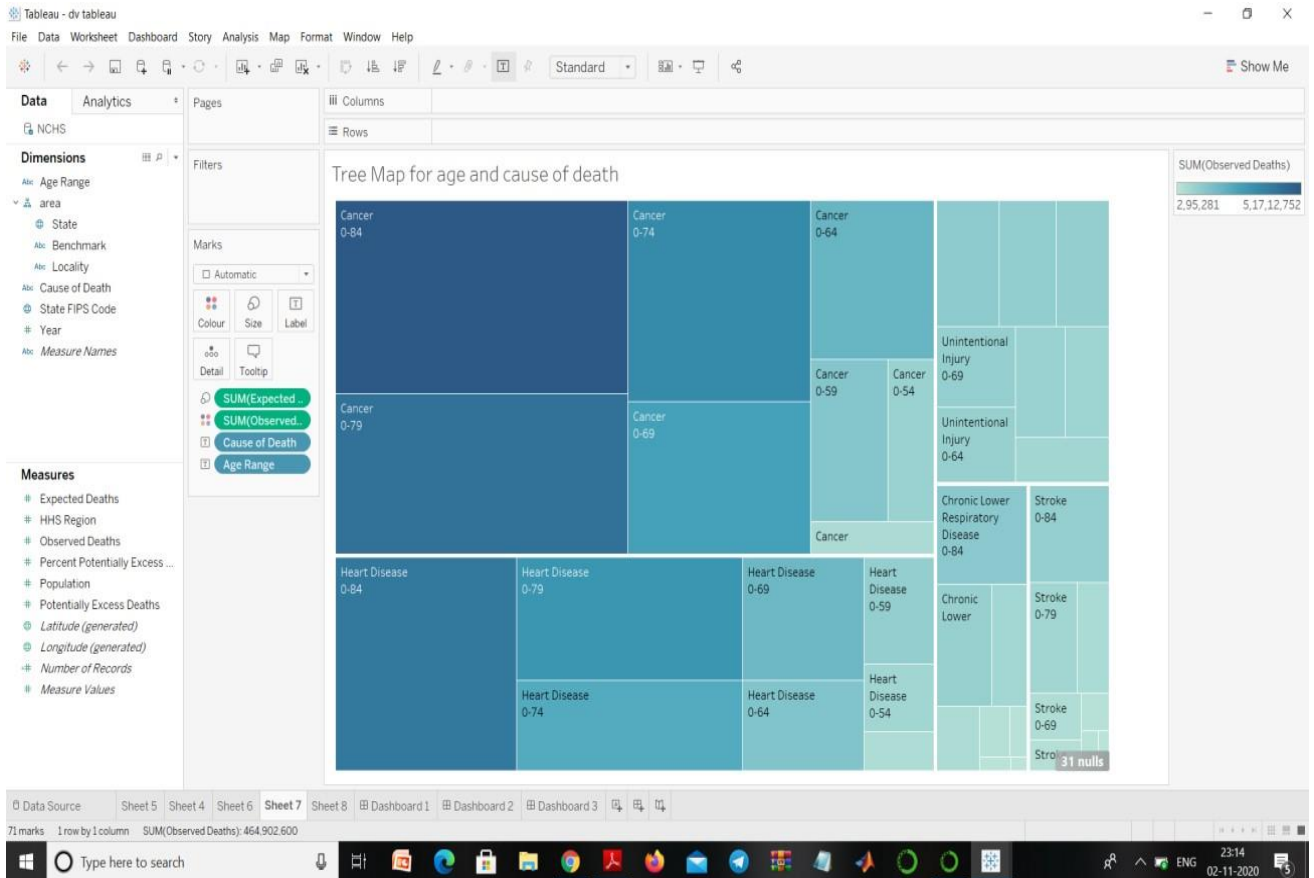 Tableau - dv tableau
File Data Worksheet Dashboard Story Analysis Map Format Window Help
Standard
Show Me
Data Analytics
Pages
Columns
NCHS
Rows
Dimensions
Filters
Tree Map for age and cause of death
SUM(Observed Deaths)
2,95,281 5,17,12,752
Abc Age Range
area
State
Abc Benchmark
Abc Locality
Abc Cause of Death
State FIPS Code
# Year
Abc Measure Names
Marks
Automatic
Colour Size Label
Detail Tooltip
SUM(Expected ..
SUM(Observed..
Cause of Death
Age Range
Measures
# Expected Deaths
# HHS Region
# Observed Deaths
# Percent Potentially Excess ...
# Population
# Potentially Excess Deaths
Latitude (generated)
Longitude (generated)
# Number of Records
# Measure Values
Cancer
0-84
Cancer
0-74
Cancer
0-64
Cancer
0-79
Cancer
0-69
Cancer
0-59
Cancer
0-54
Cancer
Unintentional
Injury
0-69
Unintentional
Injury
0-64
Heart Disease
0-84
Heart Disease
0-79
Heart Disease
0-69
Heart
Disease
0-59
Heart Disease
0-74
Heart Disease
0-64
Heart
Disease
0-54
Chronic Lower
Respiratory
Disease
0-84
Chronic
Lower
Stroke
0-84
Stroke
0-79
Stroke
0-69
Stro
31 nulls
Data Source Sheet 5 Sheet 4 Sheet 6 Sheet 7 Sheet 8 Dashboard 1 Dashboard 2 Dashboard 3
71 marks 1 row by 1 column SUM(Observed Deaths): 464,902,600
Type here to search
ENG
23:14
02-11-2020
5